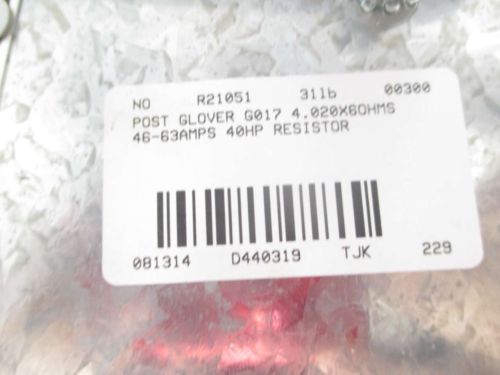 NO R21051 311b 00300
POST GLOVER G017 4.020X6OHMS
46-63AMPS 40HP RESISTOR
081314 D440319 TJK 229